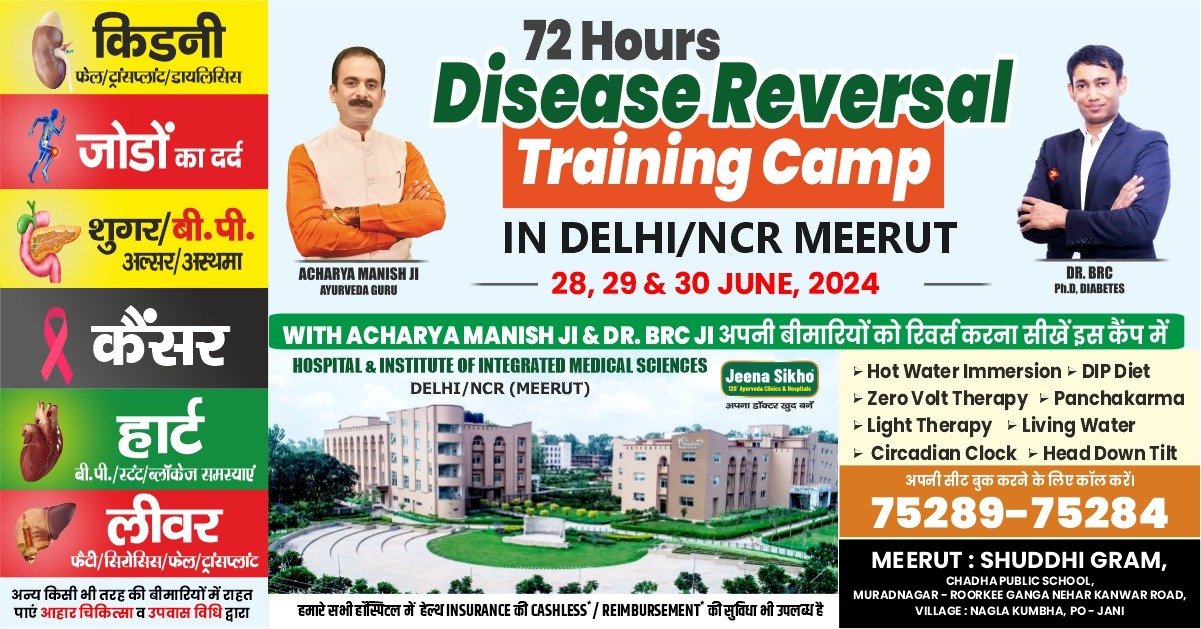 किडनी
फेल/ट्रांसप्लांट/डायलिसिस
जोडों का दर्द
शुगर/बी.पी.
अल्सर/अस्थमा
कैंसर
हार्ट
बी.पी./स्टंट/ब्लॉकेज समस्याएं
लीवर
फैटी/सिरोसिस/फेल/ट्रांसप्लांट
अन्य किसी भी तरह की बीमारियों में राहत
पाएं आहार चिकित्सा व उपवास विधि द्वारा
72 Hours
Disease Reversal
Training Camp
IN DELHI/NCR MEERUT
28, 29 & 30 JUNE, 2024
ACHARYA MANISH JI
AYURVEDA GURU
DR. BRC
Ph.D, DIABETES
WITH ACHARYA MANISH JI & DR. BRC JI अपनी बीमारियों को रिवर्स करना सीखें इस कैंप में
HOSPITAL & INSTITUTE OF INTEGRATED MEDICAL SCIENCES
DELHI/NCR (MEERUT)
Jeena Sikho
120+ Ayurveda Clinics & Hospitals
अपना डॉक्टर खुद बनें
हमारे सभी हॉस्पिटल में हेल्थ INSURANCE की CASHLESS* / REIMBURSEMENT* की सुविधा भी उपलब्ध है
➢ Hot Water Immersion ➢ DIP Diet
➢ Zero Volt Therapy ➢ Panchakarma
➢ Light Therapy ➢ Living Water
➢ Circadian Clock ➢ Head Down Tilt
अपनी सीट बुक करने के लिए कॉल करें।
75289-75284
MEERUT : SHUDDHI GRAM,
CHADHA PUBLIC SCHOOL,
MURADNAGAR - ROORKEE GANGA NEHAR KANWAR ROAD,
VILLAGE : NAGLA KUMBHA, PO - JANI